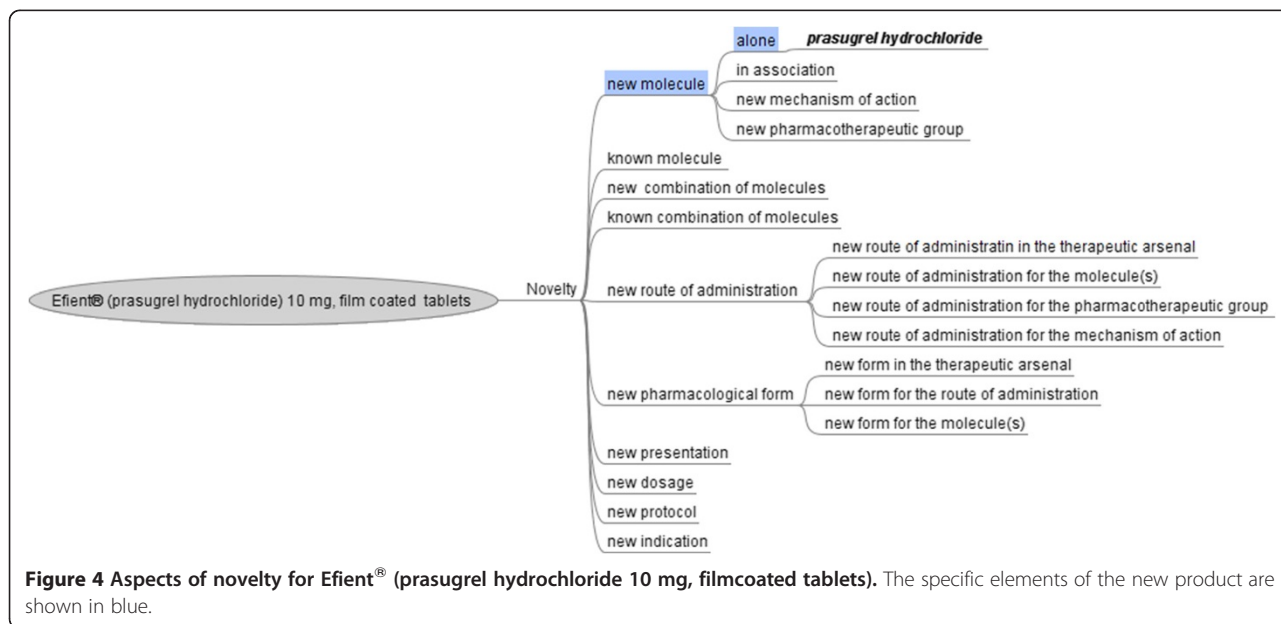 alone
prasugrel hydrochloride
new molecule
in association
new mechanism of action
new pharmacotherapeutic group
known molecule
new combination of molecules
known combination of molecules
new route of administratin in the therapeutic arsenal
new route of administration for the molecule(s)
Efient® (prasugrel hydrochloride) 10 mg, film coated tablets
Novelty
new route of administration
new route of administration for the pharmacotherapeutic group
new route of administration for the mechanism of action
new form in the therapeutic arsenal
new pharmacological form
new form for the route of administration
new form for the molecule(s)
new presentation
new dosage
new protocol
new indication
Figure 4 Aspects of novelty for Efient® (prasugrel hydrochloride 10 mg, filmcoated tablets). The specific elements of the new product are
shown in blue.